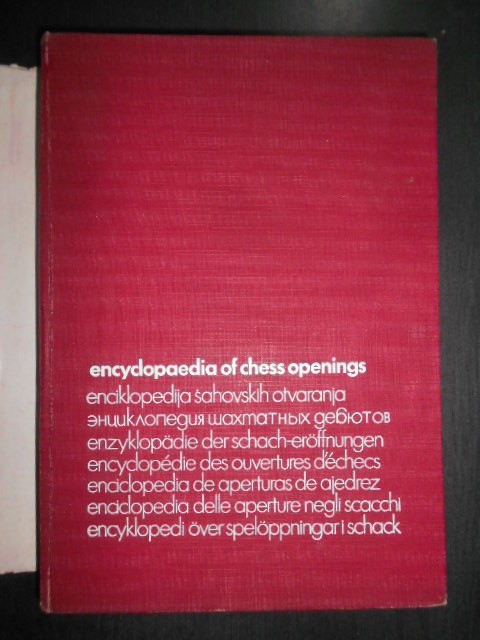 encyclopaedia of chess openings
enciklopedija šahovskih otvaranja
энциклопедия шахматных дебютов
enzyklopädie der schach-eröffnungen
encyclopédie des ouvertures d'échecs
enciclopedia de aperturas de ajedrez
enciclopedia delle aperture negli scacchi
encyklopedi över spelöppningar i schack